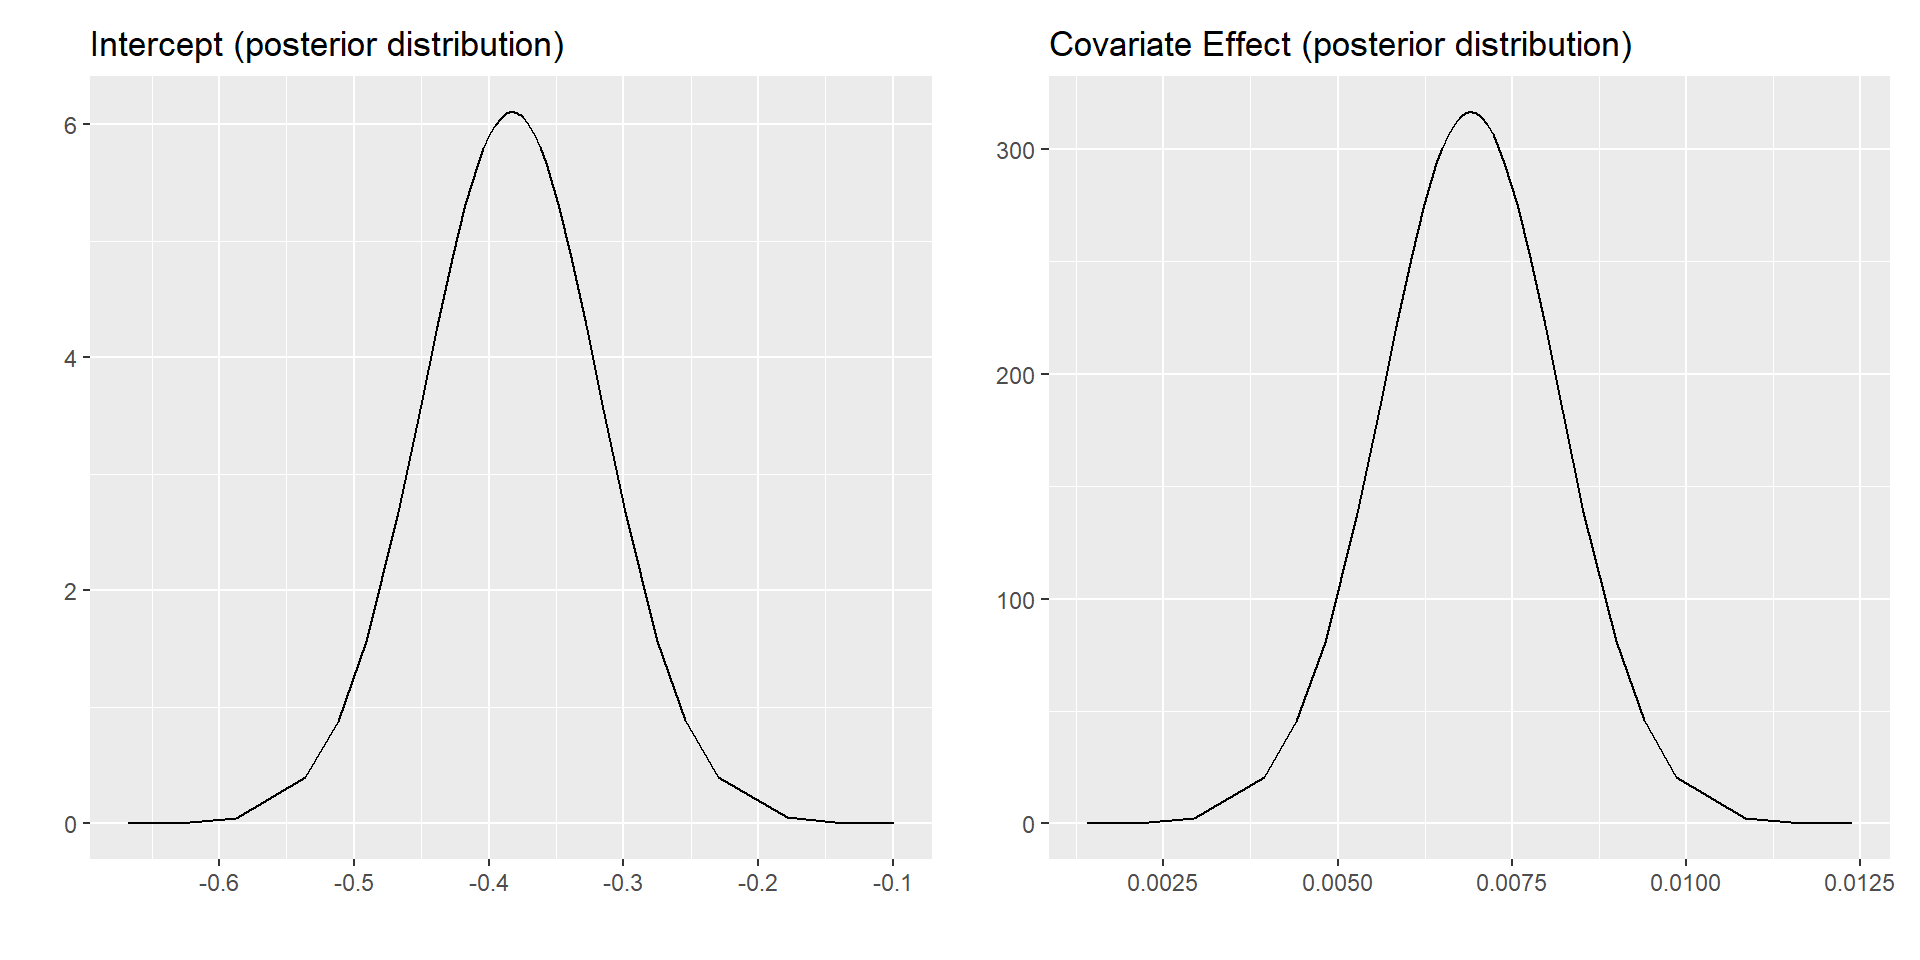 Intercept (posterior distribution)
6
4
2
0
-0.6 -0.5 -0.4 -0.3 -0.2 -0.1
Covariate Effect (posterior distribution)
300
200
100
0
0.0025 0.0050 0.0075 0.0100 0.0125